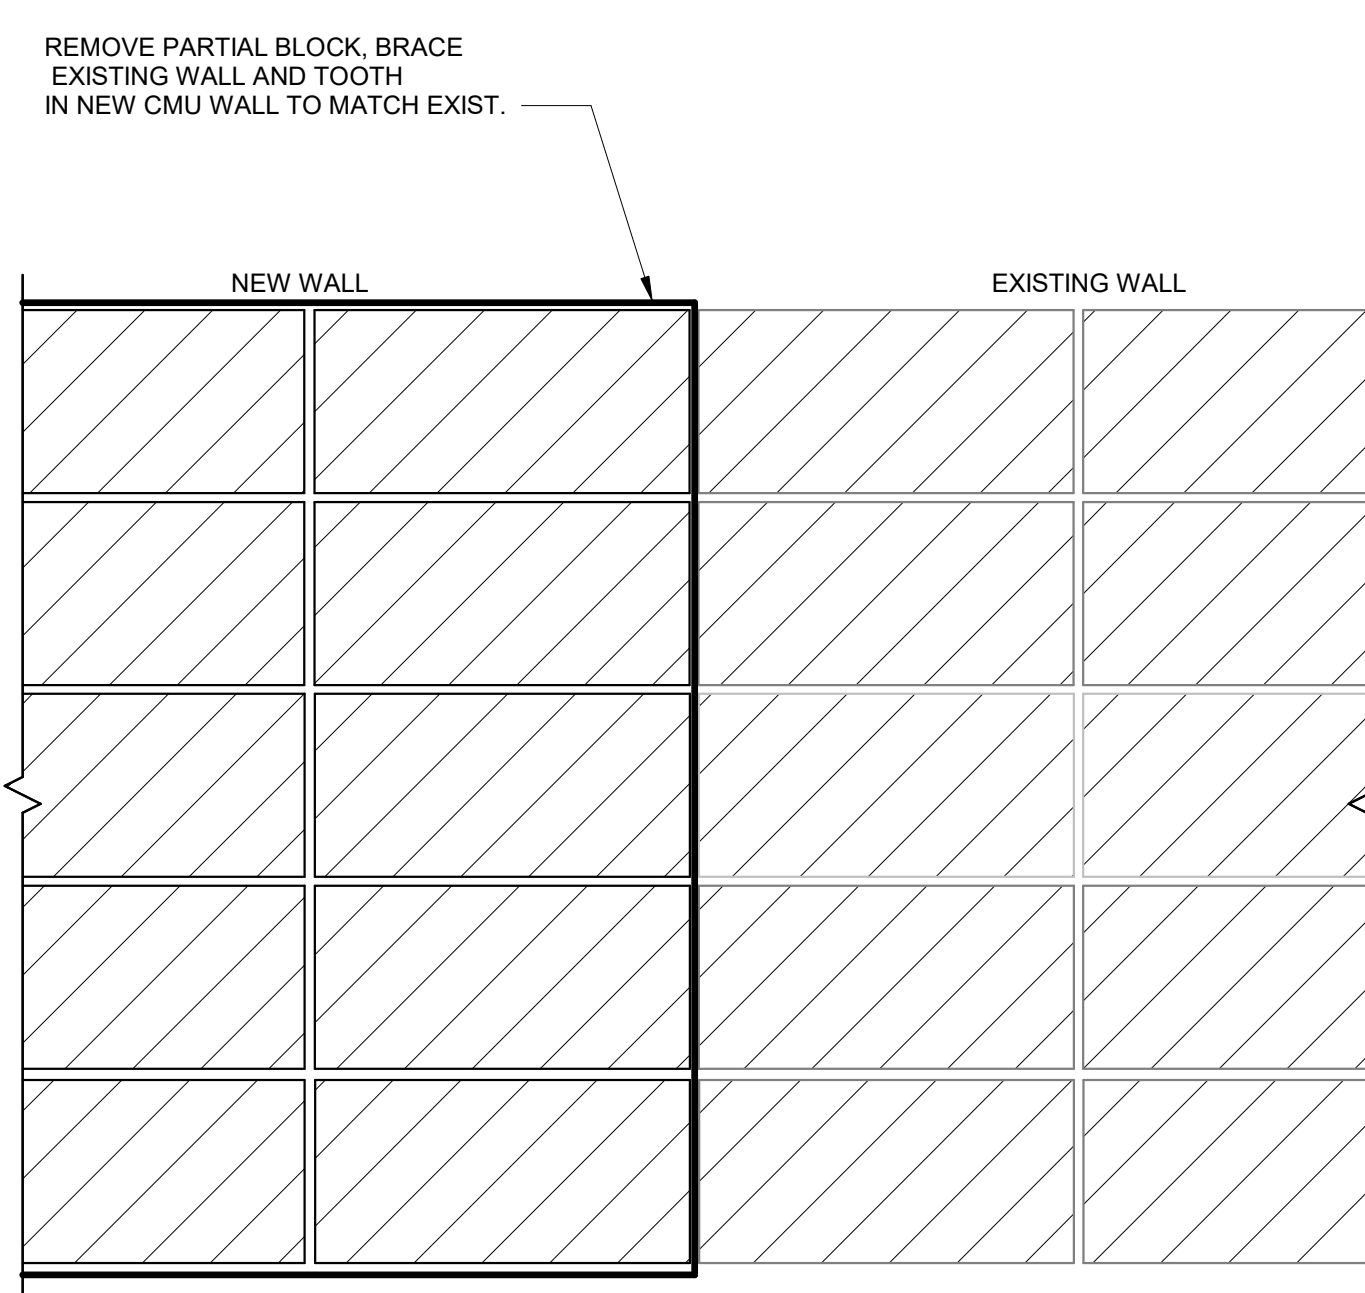 REMOVE PARTIAL BLOCK, BRACE
EXISTING WALL AND TOOTH
IN NEW CMU WALL TO MATCH EXIST.
NEW WALL
EXISTING WALL